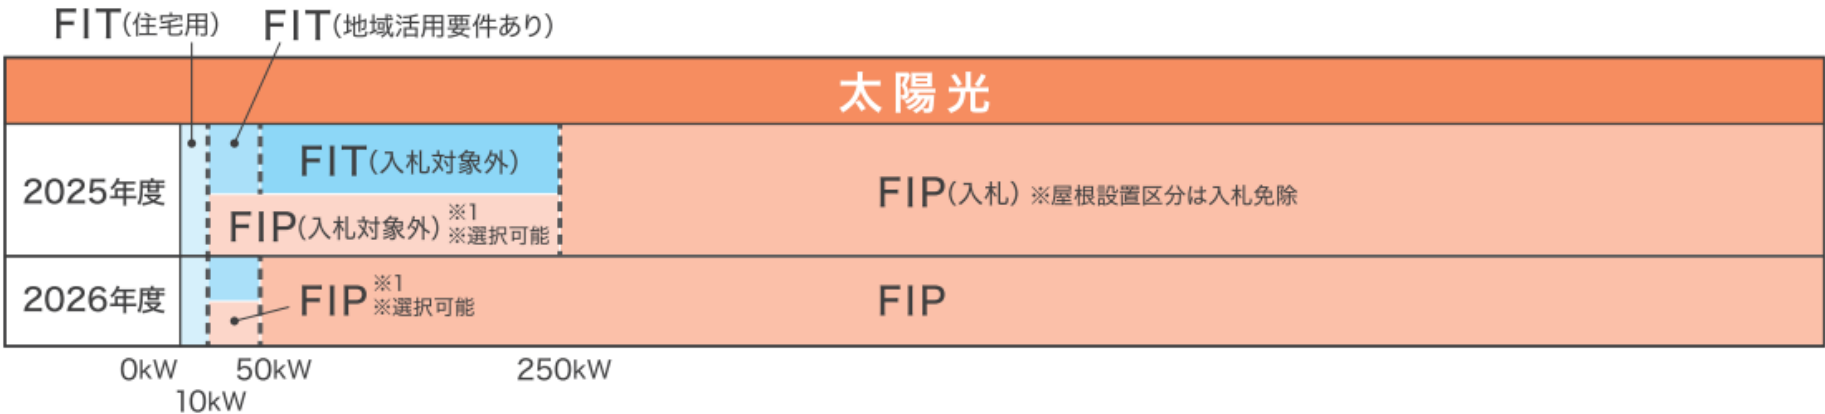 FIT(住宅用)
FIT(地域活用要件あり)
太陽光
2025年度
FIT(入札対象外)
FIP(入札対象外) ※1 ※選択可能
FIP(入札) ※屋根設置区分は入札免除
2026年度
FIP ※1 ※選択可能
FIP
0kW
10kW
50kW
250kW